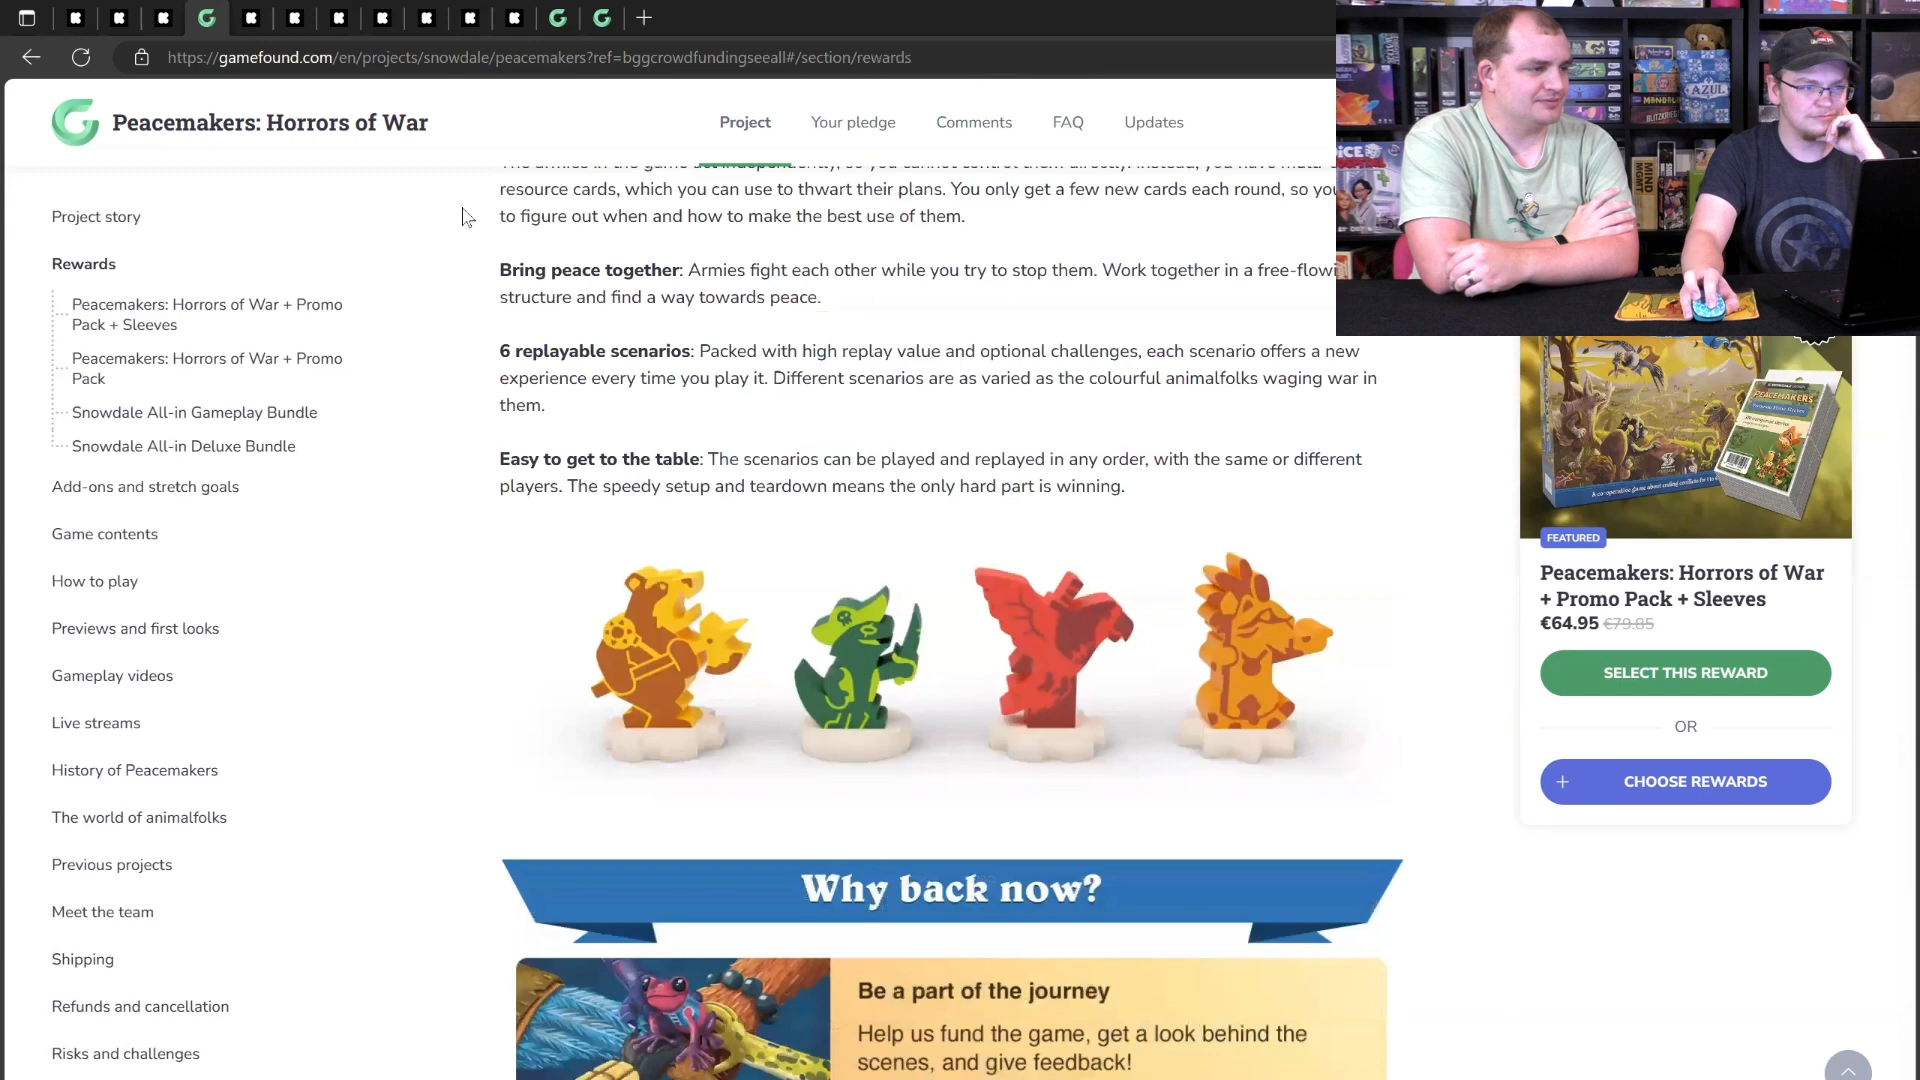 https://gamefound.com/en/projects/snowdale/peacemakers?ref=bggcrowdfundingseeall#/section/rewards
Peacemakers: Horrors of War
Project
Your pledge
Comments
FAQ
Updates
Project story
Rewards
Peacemakers: Horrors of War + Promo
Pack + Sleeves
Peacemakers: Horrors of War + Promo
Pack
Snowdale All-in Gameplay Bundle
Snowdale All-in Deluxe Bundle
Add-ons and stretch goals
Game contents
How to play
Previews and first looks
Gameplay videos
Live streams
History of Peacemakers
The world of animalfolks
Previous projects
Meet the team
Shipping
Refunds and cancellation
Risks and challenges
resource cards, which you can use to thwart their plans. You only get a few new cards each round, so you
to figure out when and how to make the best use of them.
Bring peace together: Armies fight each other while you try to stop them. Work together in a free-flowi
structure and find a way towards peace.
6 replayable scenarios: Packed with high replay value and optional challenges, each scenario offers a new
experience every time you play it. Different scenarios are as varied as the colourful animalfolks waging war in
them.
Easy to get to the table: The scenarios can be played and replayed in any order, with the same or different
players. The speedy setup and teardown means the only hard part is winning.
Why back now?
Be a part of the journey
Help us fund the game, get a look behind the
scenes, and give feedback!
AZUL
MIND
MGMT
PEACEMAKERS
FEATURED
Peacemakers: Horrors of War
+ Promo Pack + Sleeves
€64.95 €79.85
SELECT THIS REWARD
OR
+ CHOOSE REWARDS